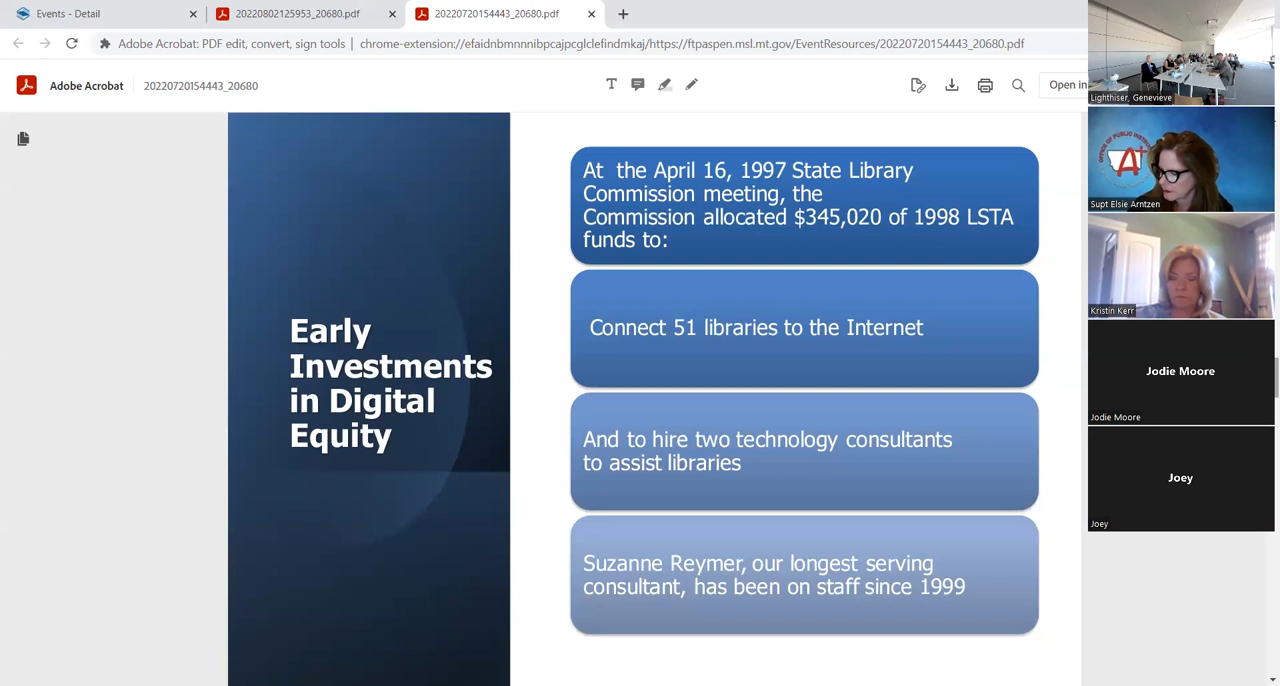 Events - Detail
20220802125953_20680.pdf
20220720154443_20680.pdf
Adobe Acrobat: PDF edit, convert, sign tools | chrome-extension://efaidnbmnnnibpcajpcglclefindmkaj/https://ftpaspen.msl.mt.gov/EventResources/20220720154443_20680.pdf
Adobe Acrobat
20220720154443_20680
Open in
Early
Investments
in Digital
Equity
At the April 16, 1997 State Library
Commission meeting, the
Commission allocated $345,020 of 1998 LSTA
funds to:
Connect 51 libraries to the Internet
And to hire two technology consultants
to assist libraries
Suzanne Reymer, our longest serving
consultant, has been on staff since 1999
Lighthiser, Genevieve
OFFICE OF PUBLIC
A+
Supt Elsie Arntzen
Kristin Kerr
Jodie Moore
Jodie Moore
Joey
Joey